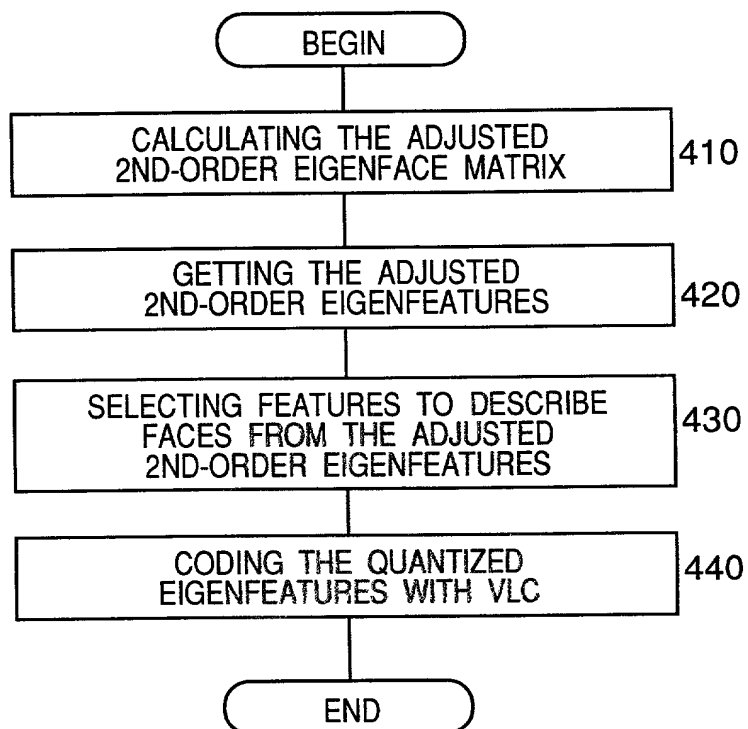 BEGIN
CALCULATING THE ADJUSTED
2ND-ORDER EIGENFACE MATRIX
410
GETTING THE ADJUSTED
2ND-ORDER EIGENFEATURES
420
SELECTING FEATURES TO DESCRIBE
FACES FROM THE ADJUSTED
2ND-ORDER EIGENFEATURES
430
CODING THE QUANTIZED
EIGENFEATURES WITH VLC
440
END